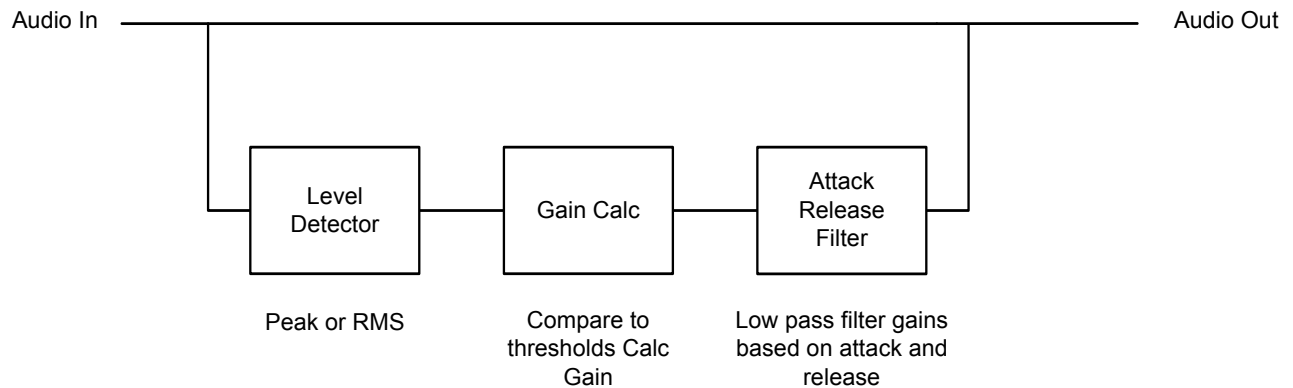 Audio In
Audio Out
Level
Detector
Gain Calc
Attack
Release
Filter
Peak or RMS
Compare to
thresholds Calc
Gain
Low pass filter gains
based on attack and
release